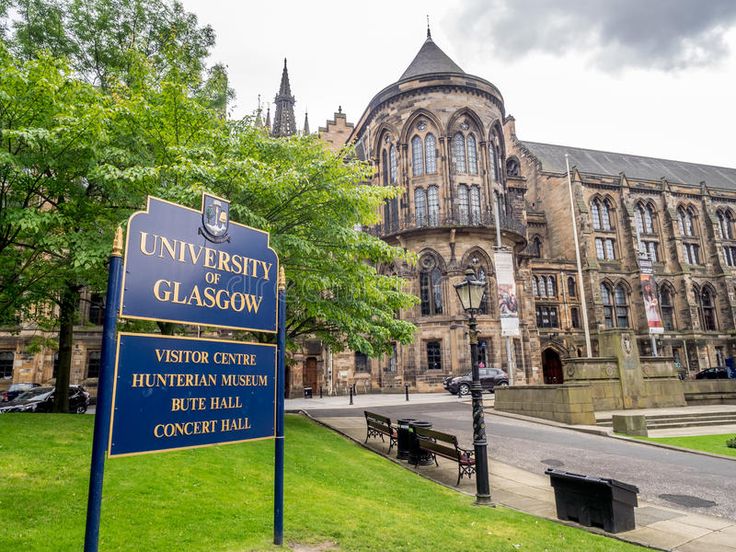 UNIVERSITY
OF
GLASGOW
VISITOR CENTRE
HUNTERIAN MUSEUM
BUTE HALL
CONCERT HALL